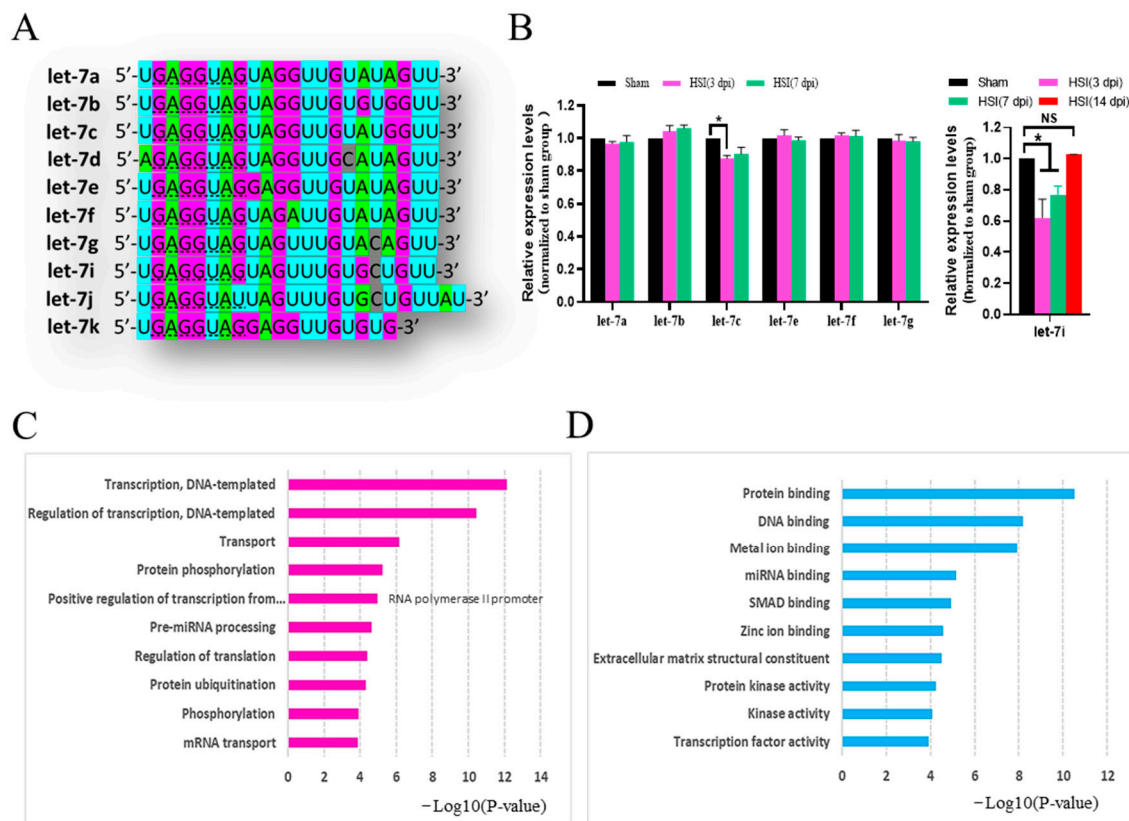 A
let-7a 5’-UGAGGUAGUAGGUUGUAUAGUU-3’
let-7b 5’-UGAGGUAGUAGGUUGUGUGGUU-3’
let-7c 5’-UGAGGUAGUAGGUUGUAUGGUU-3’
let-7d 5’-AGAGGUAGUAGGUUGCAUAGUU-3’
let-7e 5’-UGAGGUAGGAGGUUGUAUAGUU-3’
let-7f 5’-UGAGGUAGUAGAUUGUAUAGUU-3’
let-7g 5’-UGAGGUAGUAGUUUGUACAGUU-3’
let-7i 5’-UGAGGUAGUAGUUUGUGCUGUU-3’
let-7j 5’-UGAGGUAUUAGUUUGUGCUGUUAU-3’
let-7k 5’-UGAGGUAGGAGGUUGUGUG-3’
B
Sham HSI(3 dpi) HSI(7 dpi)
Relative expression levels
(normalized to sham group)
1.2
1.0
0.8
0.6
0.4
0.2
0.0
*
let-7a let-7b let-7c let-7e let-7f let-7g
Sham HSI(3 dpi)
HSI(7 dpi) HSI(14 dpi)
Relative expression levels
(normalized to sham group)
1.2
1.0
0.8
0.6
0.4
0.2
0.0
NS
*
let-7i
C
Transcription, DNA-templated
Regulation of transcription, DNA-templated
Transport
Protein phosphorylation
Positive regulation of transcription from... RNA polymerase II promoter
Pre-miRNA processing
Regulation of translation
Protein ubiquitination
Phosphorylation
mRNA transport
0 2 4 6 8 10 12 14
−Log10(P-value)
D
Protein binding
DNA binding
Metal ion binding
miRNA binding
SMAD binding
Zinc ion binding
Extracellular matrix structural constituent
Protein kinase activity
Kinase activity
Transcription factor activity
0 2 4 6 8 10 12
−Log10(P-value)